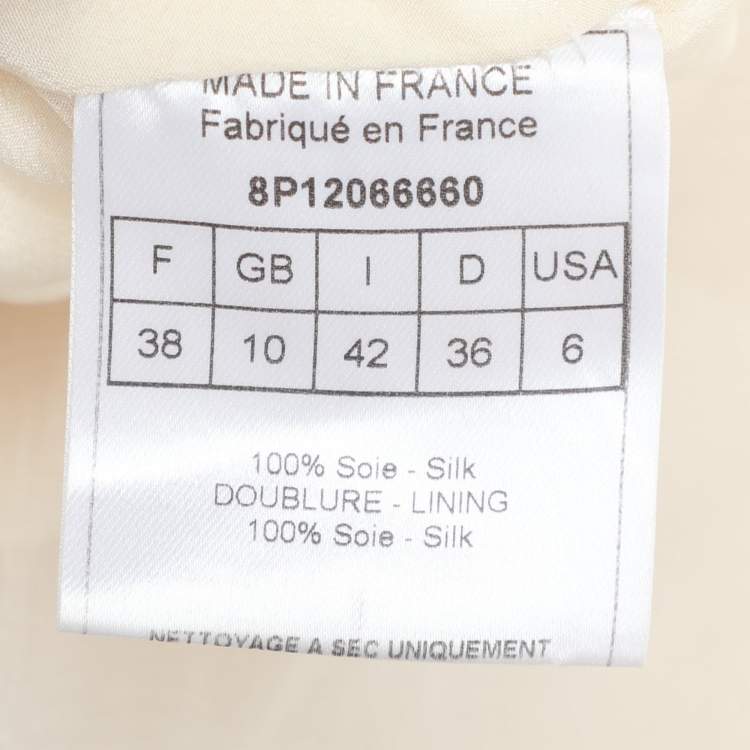 MADE IN FRANCE
Fabriqué en France
8P12066660
F GB I D USA
38 10 42 36 6
100% Soie - Silk
DOUBLURE - LINING
100% Soie - Silk
NETTOYAGE A SEC UNIQUEMENT